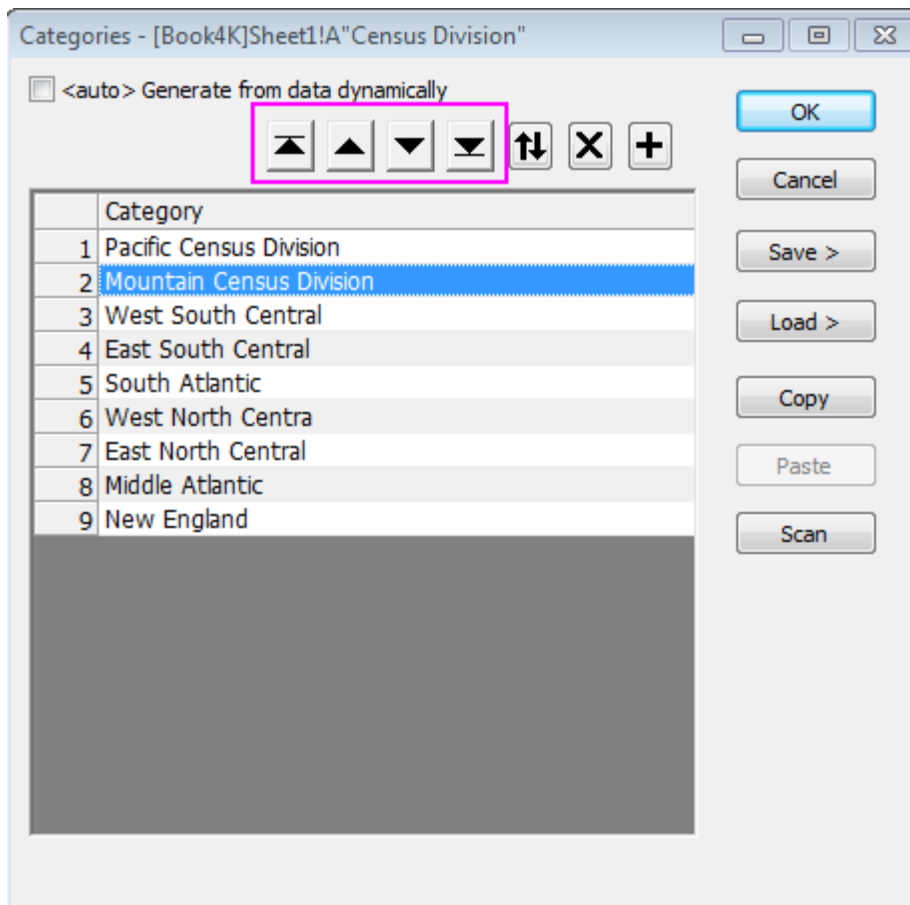 Categories - [Book4K]Sheet1!A"Census Division"
<auto> Generate from data dynamically
OK
Cancel
Save >
Load >
Copy
Paste
Scan
Category
1 Pacific Census Division
2 Mountain Census Division
3 West South Central
4 East South Central
5 South Atlantic
6 West North Centra
7 East North Central
8 Middle Atlantic
9 New England